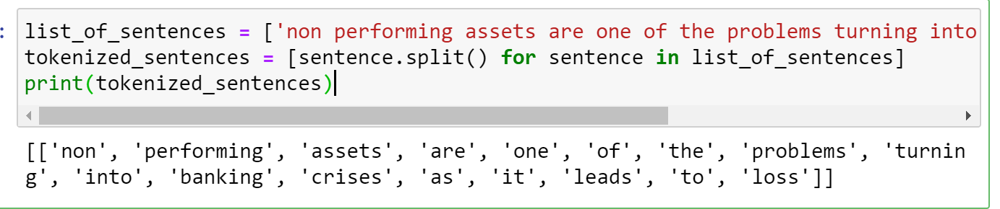 :
list_of_sentences = ['non performing assets are one of the problems turning into
tokenized_sentences = [sentence.split() for sentence in list_of_sentences]
print(tokenized_sentences)
[['non', 'performing', 'assets', 'are', 'one', 'of', 'the', 'problems', 'turnin
g', 'into', 'banking', 'crises', 'as', 'it', 'leads', 'to', 'loss']]